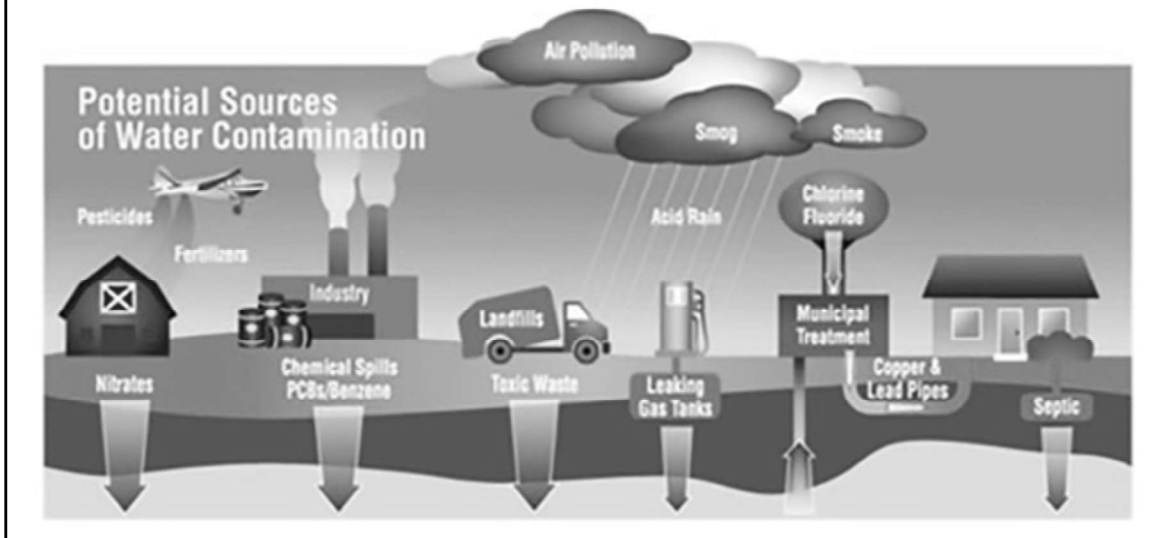 Air Pollution
Potential Sources
of Water Contamination
Smog
Smoke
Pesticides
Fertilizers
Acid Rain
Chlorine
Fluoride
Industry
Landfills
Municipal
Treatment
Nitrates
Chemical Spills
PCBs/Benzene
Toxic Waste
Leaking
Gas Tanks
Copper &
Lead Pipes
Septic